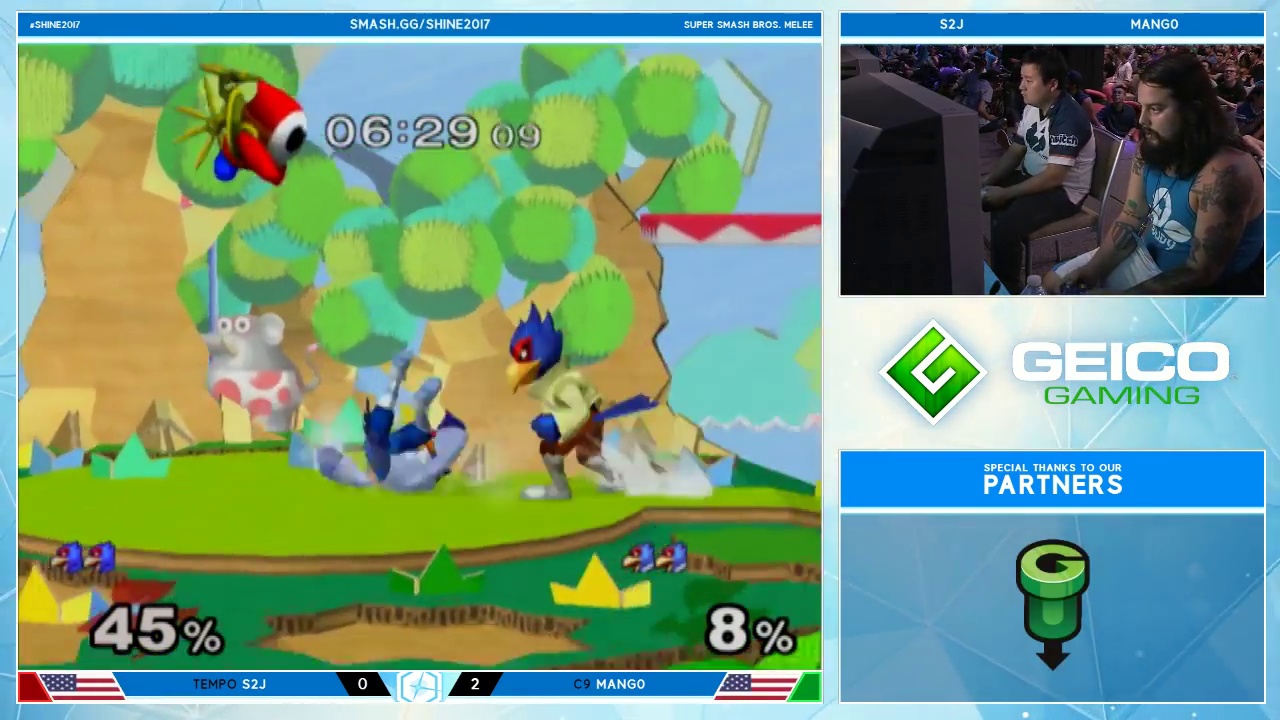 #SHINE2017
SMASH.GG/SHINE2017
SUPER SMASH BROS. MELEE
S2J
MANGO
06:29 09
twitch
GEICO
GAMING
SPECIAL THANKS TO OUR
PARTNERS
45%
8%
TEMPO S2J
0
2
C9 MANGO